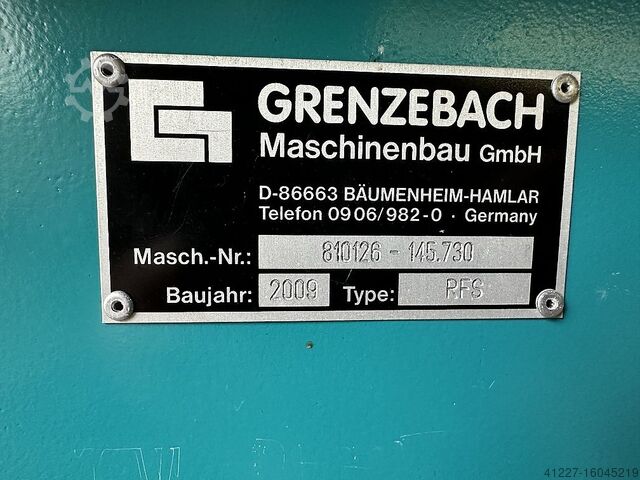 GRENZEBACH
Maschinenbau GmbH
D-86663 BÄUMENHEIM-HAMLAR
Telefon 0906/982-0 · Germany
Masch.-Nr.: 810126 - 145.730
Baujahr: 2009 Type: RFS
41227-16045219